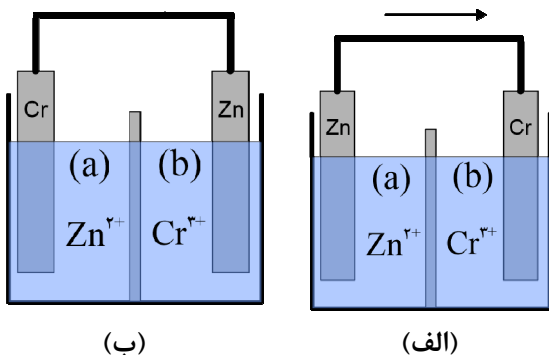 Cr Zn
(a) (b)
Zn²⁺ Cr³⁺
(ب)
Zn Cr
(a) (b)
Zn²⁺ Cr³⁺
(الف)